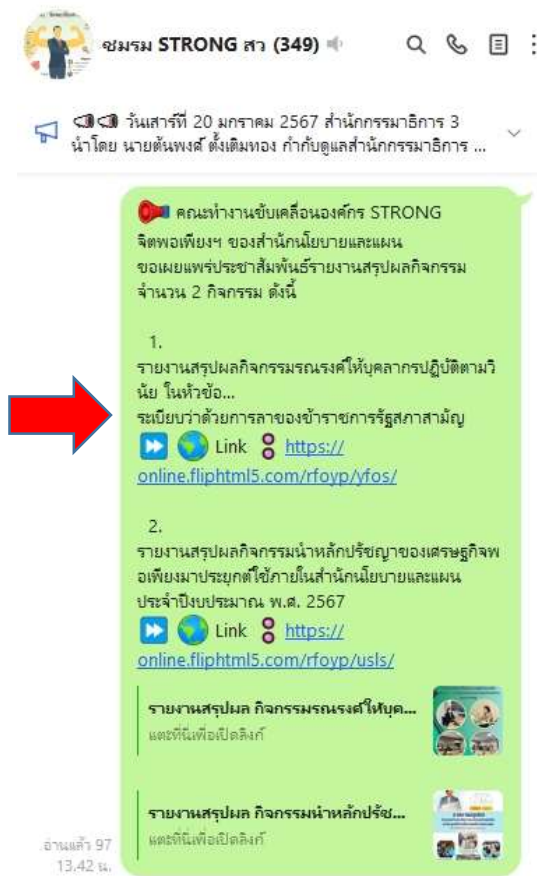 ชมรม STRONG สว (349)
วันเสาร์ที่ 20 มกราคม 2567 สำนักกรรมาธิการ 3
นำโดย นายตันพงศ์ ตั้งเติมทอง กำกับดูแลสำนักกรรมาธิการ ...
คณะทำงานขับเคลื่อนองค์กร STRONG
จิตพอเพียงฯ ของสำนักนโยบายและแผน
ขอเผยแพร่ประชาสัมพันธ์รายงานสรุปผลกิจกรรม
จำนวน 2 กิจกรรม ดังนี้
1.
รายงานสรุปผลกิจกรรมรณรงค์ให้บุคลากรปฏิบัติตามวิ
นัย ในหัวข้อ...
ระเบียบว่าด้วยการลาของข้าราชการรัฐสภาสามัญ
Link https://
online.fliphtml5.com/rfoyp/yfos/
2.
รายงานสรุปผลกิจกรรมนำหลักปรัชญาของเศรษฐกิจพ
อเพียงมาประยุกต์ใช้ภายในสำนักนโยบายและแผน
ประจำปีงบประมาณ พ.ศ. 2567
Link https://
online.fliphtml5.com/rfoyp/usls/
รายงานสรุปผล กิจกรรมรณรงค์ให้บุค...
แตะที่นี่เพื่อเปิดลิงก์
รายงานสรุปผล กิจกรรมนำหลักปรัช...
แตะที่นี่เพื่อเปิดลิงก์
อ่านแล้ว 97
13.42 น.